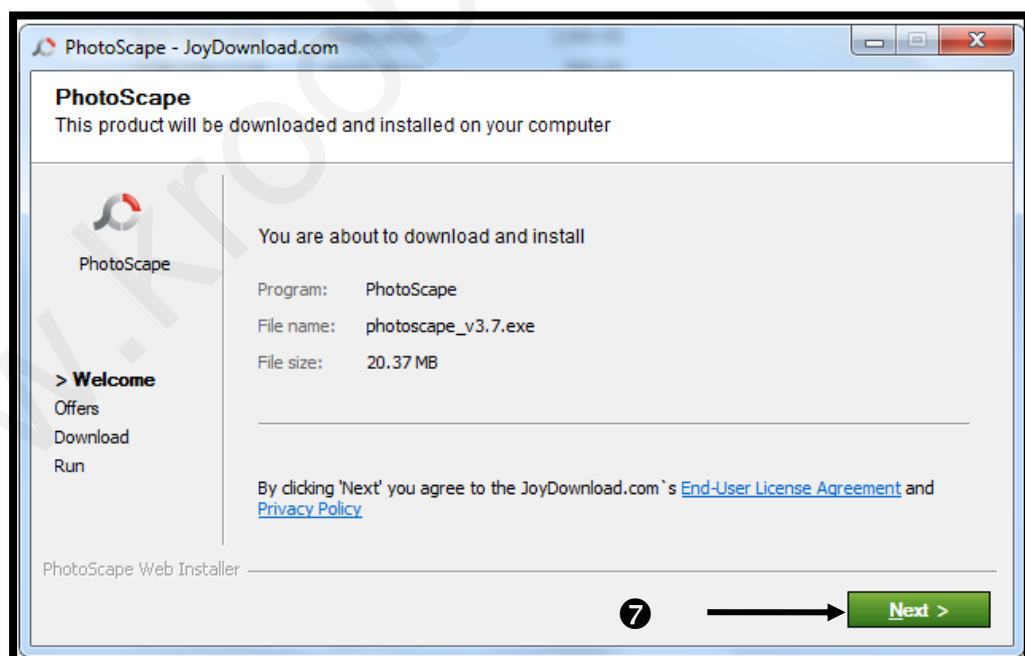 PhotoScape - JoyDownload.com
PhotoScape
This product will be downloaded and installed on your computer
PhotoScape
You are about to download and install
Program: PhotoScape
File name: photoscape_v3.7.exe
File size: 20.37 MB
> Welcome
Offers
Download
Run
By clicking 'Next' you agree to the JoyDownload.com`s End-User License Agreement and
Privacy Policy
PhotoScape Web Installer
❼
Next >